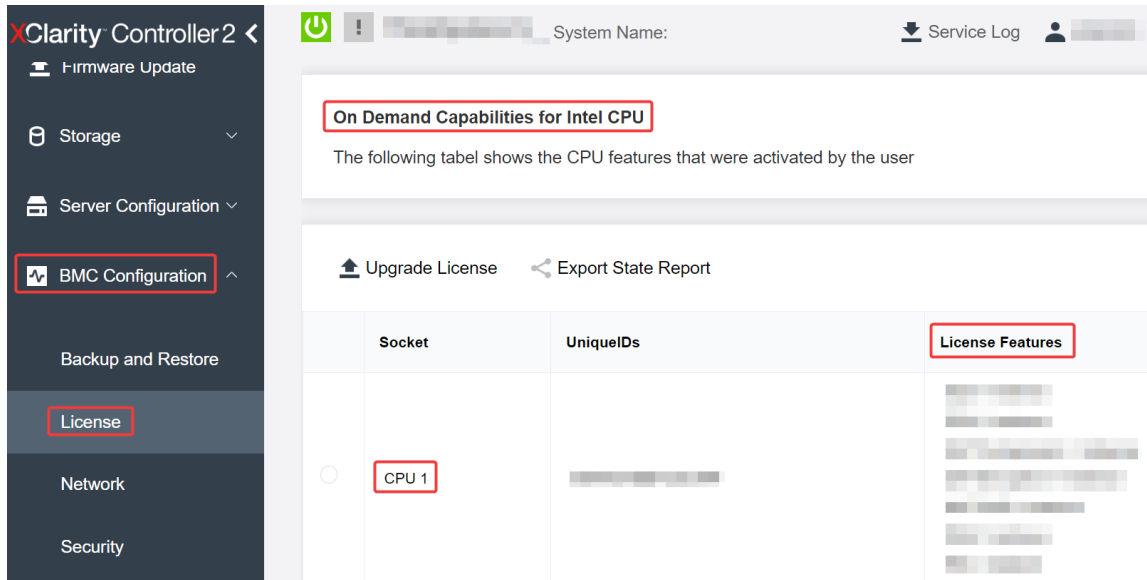 XClarity Controller 2
Firmware Update
Storage
Server Configuration
BMC Configuration
Backup and Restore
License
Network
Security
System Name:
Service Log
On Demand Capabilities for Intel CPU
The following tabel shows the CPU features that were activated by the user
Upgrade License
Export State Report
Socket
UniqueIDs
License Features
CPU 1